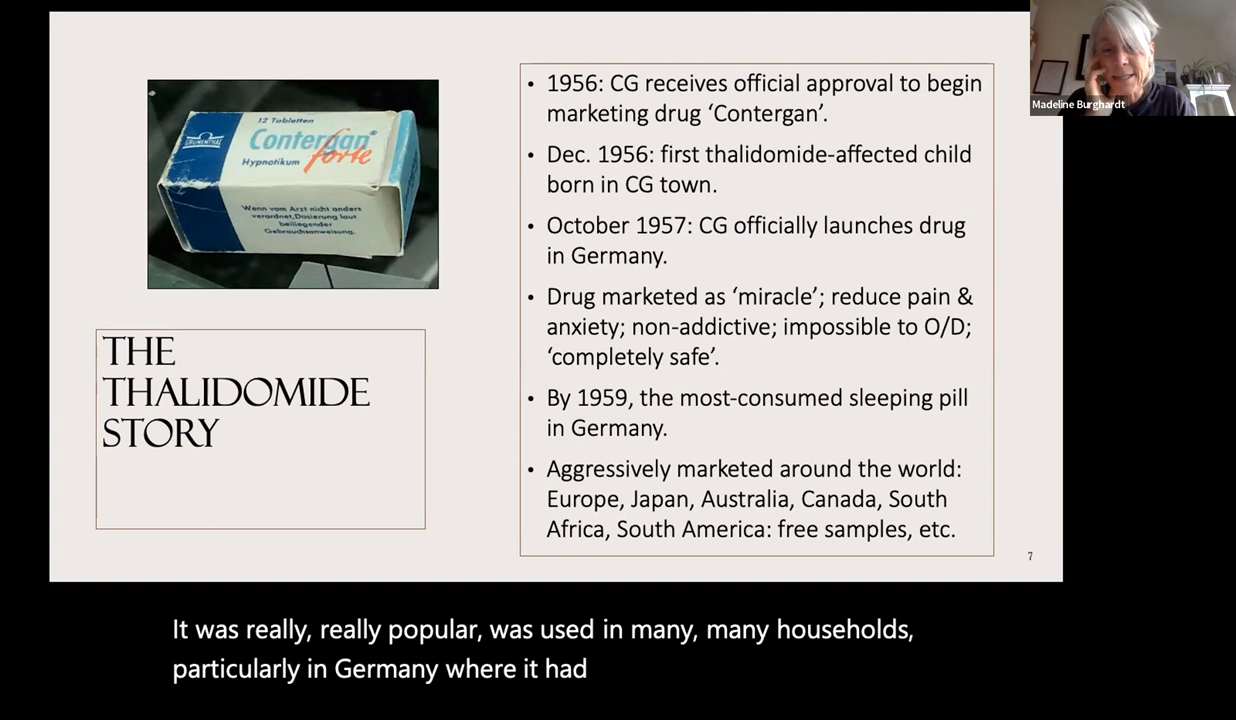 12 Tabletten
Contergan®
forte
Hypnotikum
GRÜNENTHAL
Wenn vom Arzt nicht anders
verordnet, Dosierung laut
beiliegender
Gebrauchsanweisung.
THE
THALIDOMIDE
STORY
• 1956: CG receives official approval to begin
marketing drug ‘Contergan’.
• Dec. 1956: first thalidomide-affected child
born in CG town.
• October 1957: CG officially launches drug
in Germany.
• Drug marketed as ‘miracle’; reduce pain &
anxiety; non-addictive; impossible to O/D;
‘completely safe’.
• By 1959, the most-consumed sleeping pill
in Germany.
• Aggressively marketed around the world:
Europe, Japan, Australia, Canada, South
Africa, South America: free samples, etc.
7
Madeline Burghardt
It was really, really popular, was used in many, many households,
particularly in Germany where it had